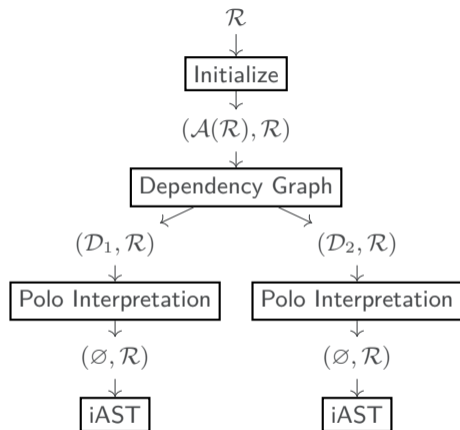 ℛ
Initialize
(𝒜(ℛ), ℛ)
Dependency Graph
(𝒟₁, ℛ) (𝒟₂, ℛ)
Polo Interpretation Polo Interpretation
(∅, ℛ) (∅, ℛ)
iAST iAST